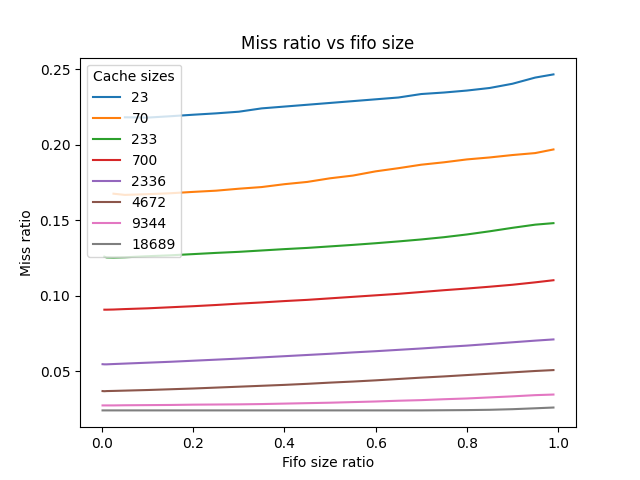 Miss ratio vs fifo size
Cache sizes
23
70
233
700
2336
4672
9344
18689
0.25
0.20
0.15
0.10
0.05
Miss ratio
0.0 0.2 0.4 0.6 0.8 1.0
Fifo size ratio